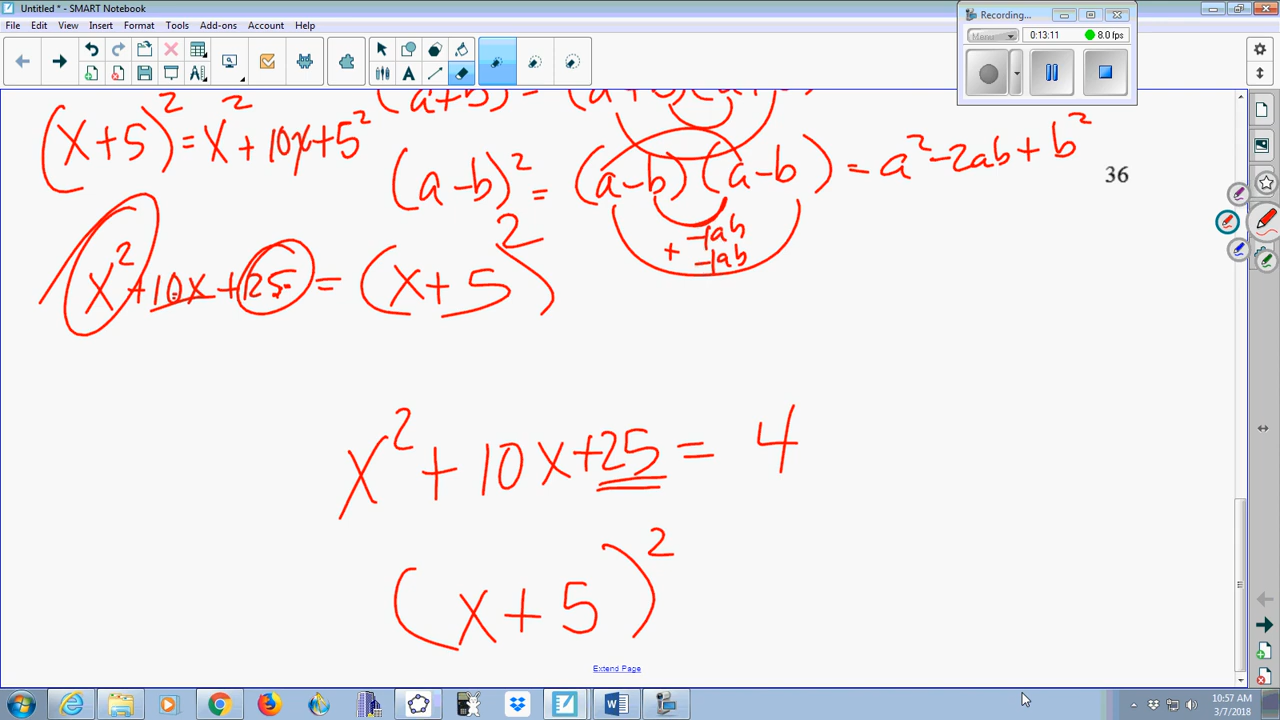 Untitled * - SMART Notebook
Recording...
File Edit View Insert Format Tools Add-ons Account Help
Menu 0:13:11 8.0 fps
(x+5)² = x² + 10x + 5²
(a-b)² = (a-b)(a-b) = a² - 2ab + b²
36
-1ab
+ -1ab
x² + 10x + 25 = (x+5)²
x² + 10x + 25 = 4
(x+5)²
Extend Page
10:57 AM
3/7/2018